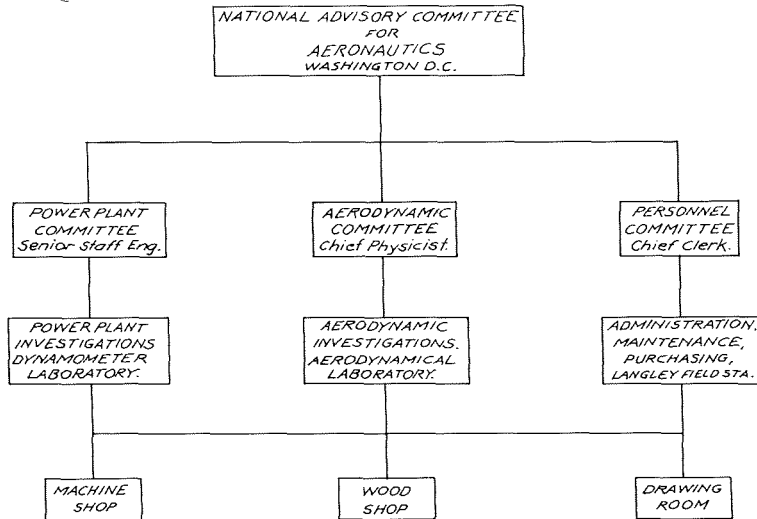 NATIONAL ADVISORY COMMITTEE
FOR
AERONAUTICS
WASHINGTON D.C.
POWER PLANT
COMMITTEE
Senior Staff Eng.
AERODYNAMIC
COMMITTEE
Chief Physicist.
PERSONNEL
COMMITTEE
Chief Clerk.
POWER PLANT
INVESTIGATIONS
DYNAMOMETER
LABORATORY.
AERODYNAMIC
INVESTIGATIONS.
AERODYNAMICAL
LABORATORY.
ADMINISTRATION,
MAINTENANCE,
PURCHASING,
LANGLEY FIELD STA.
MACHINE
SHOP
WOOD
SHOP
DRAWING
ROOM